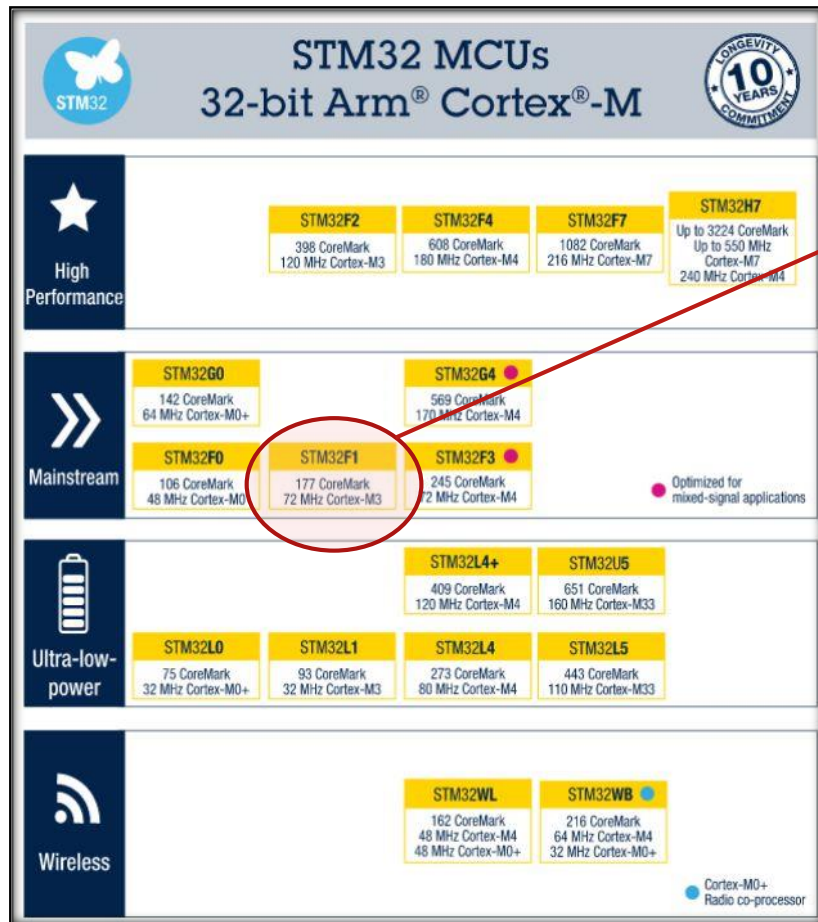 STM32
STM32 MCUs
32-bit Arm® Cortex®-M
LONGEVITY
10
YEARS
COMMITMENT
High
Performance
STM32F2
398 CoreMark
120 MHz Cortex-M3
STM32F4
608 CoreMark
180 MHz Cortex-M4
STM32F7
1082 CoreMark
216 MHz Cortex-M7
STM32H7
Up to 3224 CoreMark
Up to 550 MHz
Cortex-M7
240 MHz Cortex-M4
Mainstream
STM32G0
142 CoreMark
64 MHz Cortex-M0+
STM32G4
569 CoreMark
170 MHz Cortex-M4
STM32F0
106 CoreMark
48 MHz Cortex-M0
STM32F1
177 CoreMark
72 MHz Cortex-M3
STM32F3
245 CoreMark
72 MHz Cortex-M4
Optimized for
mixed-signal applications
Ultra-low-
power
STM32L4+
409 CoreMark
120 MHz Cortex-M4
STM32U5
651 CoreMark
160 MHz Cortex-M33
STM32L0
75 CoreMark
32 MHz Cortex-M0+
STM32L1
93 CoreMark
32 MHz Cortex-M3
STM32L4
273 CoreMark
80 MHz Cortex-M4
STM32L5
443 CoreMark
110 MHz Cortex-M33
Wireless
STM32WL
162 CoreMark
48 MHz Cortex-M4
48 MHz Cortex-M0+
STM32WB
216 CoreMark
64 MHz Cortex-M4
32 MHz Cortex-M0+
Cortex-M0+
Radio co-processor